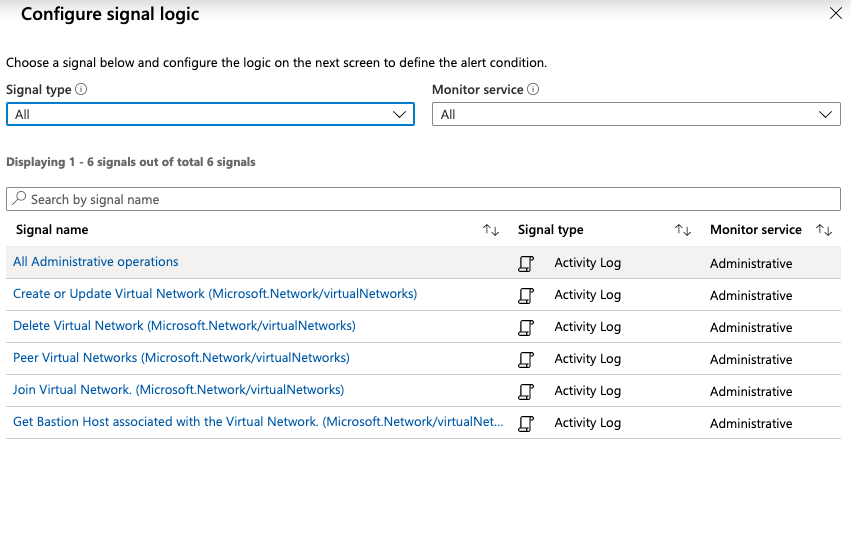 Configure signal logic
Choose a signal below and configure the logic on the next screen to define the alert condition.
Signal type Monitor service
All All
Displaying 1 - 6 signals out of total 6 signals
Search by signal name
Signal name Signal type Monitor service
All Administrative operations Activity Log Administrative
Create or Update Virtual Network (Microsoft.Network/virtualNetworks) Activity Log Administrative
Delete Virtual Network (Microsoft.Network/virtualNetworks) Activity Log Administrative
Peer Virtual Networks (Microsoft.Network/virtualNetworks) Activity Log Administrative
Join Virtual Network. (Microsoft.Network/virtualNetworks) Activity Log Administrative
Get Bastion Host associated with the Virtual Network. (Microsoft.Network/virtualNet... Activity Log Administrative